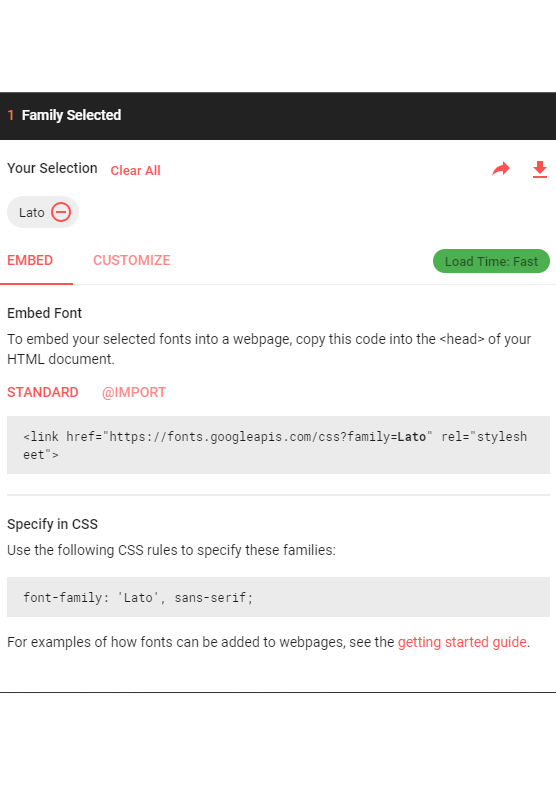 1 Family Selected
Your Selection Clear All
Lato
EMBED CUSTOMIZE Load Time: Fast
Embed Font
To embed your selected fonts into a webpage, copy this code into the <head> of your
HTML document.
STANDARD @IMPORT
<link href="https://fonts.googleapis.com/css?family=Lato" rel="stylesh
eet">
Specify in CSS
Use the following CSS rules to specify these families:
font-family: 'Lato', sans-serif;
For examples of how fonts can be added to webpages, see the getting started guide.